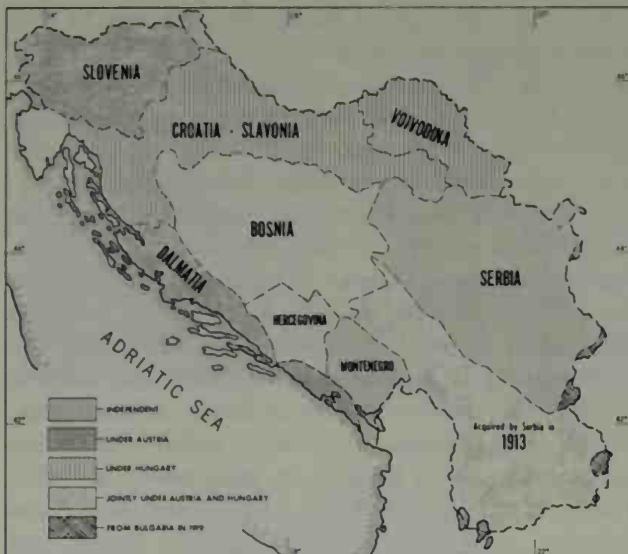 SLOVENIA
CROATIA - SLAVONIA
VOJVODINA
BOSNIA
DALMATIA
SERBIA
HERCEGOVINA
MONTENEGRO
ADRIATIC SEA
Acquired by Serbia in
1913
INDEPENDENT
UNDER AUSTRIA
UNDER HUNGARY
JOINTLY UNDER AUSTRIA AND HUNGARY
FROM BULGARIA IN 1919